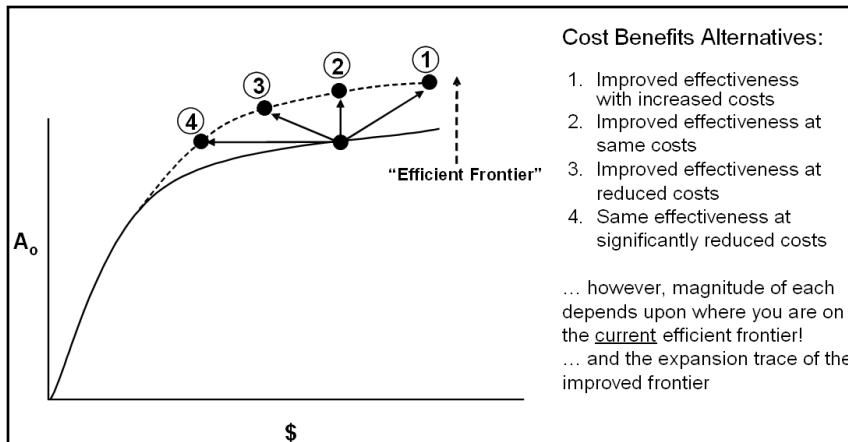 1
2
3
4
"Efficient Frontier"
Aₒ
$
Cost Benefits Alternatives:
1. Improved effectiveness
with increased costs
2. Improved effectiveness at
same costs
3. Improved effectiveness at
reduced costs
4. Same effectiveness at
significantly reduced costs
… however, magnitude of each
depends upon where you are on
the current efficient frontier!
… and the expansion trace of the
improved frontier